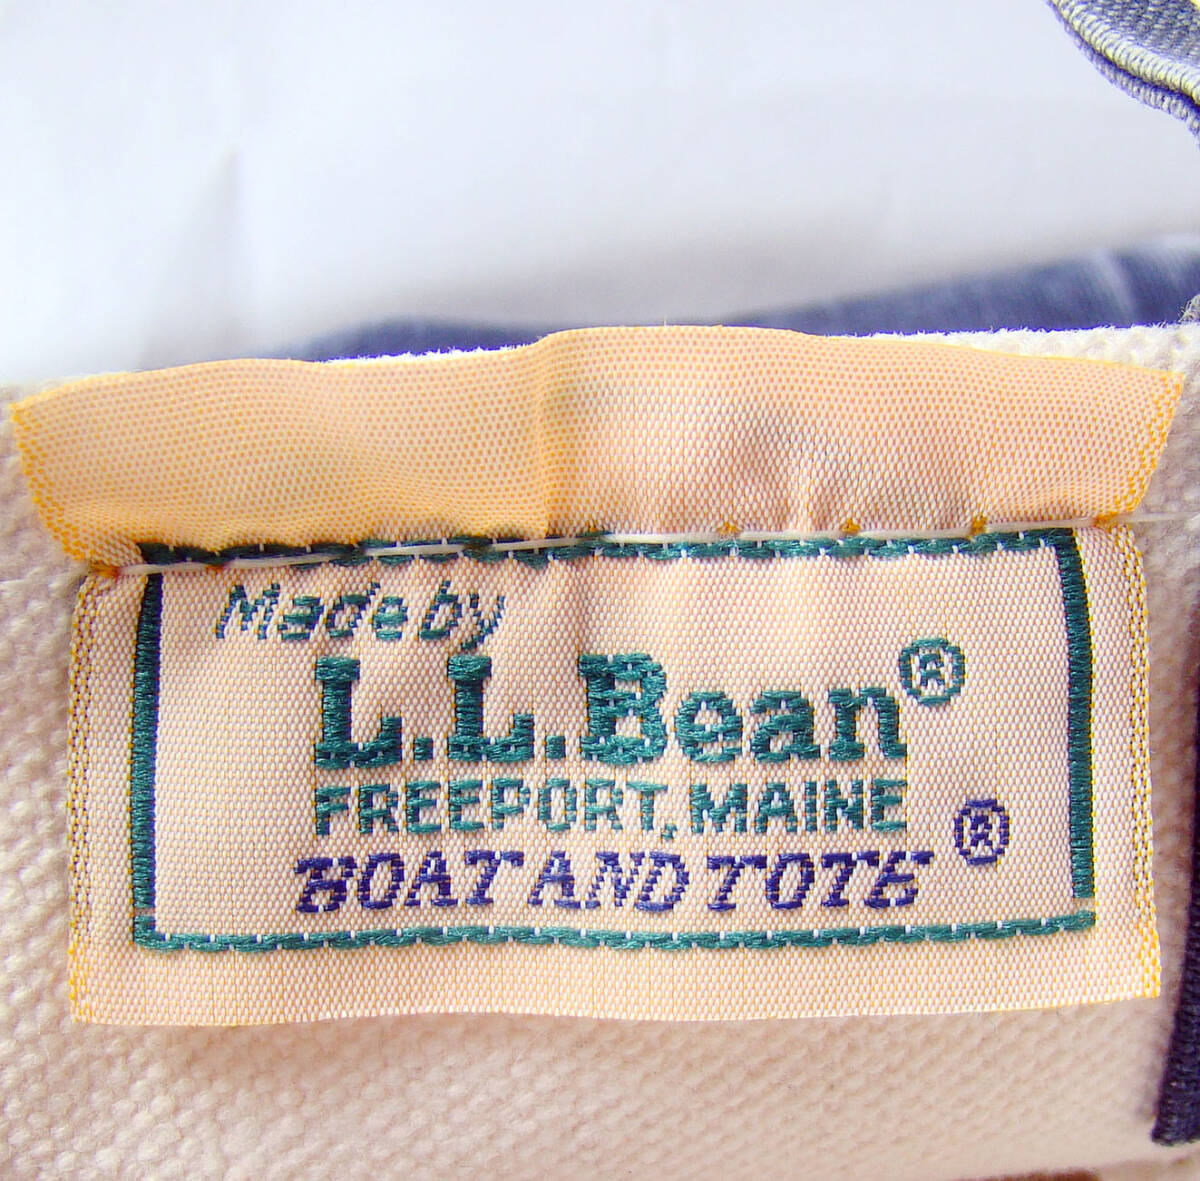 Made by
L.L.Bean®
FREEPORT, MAINE
BOAT AND TOTE ®